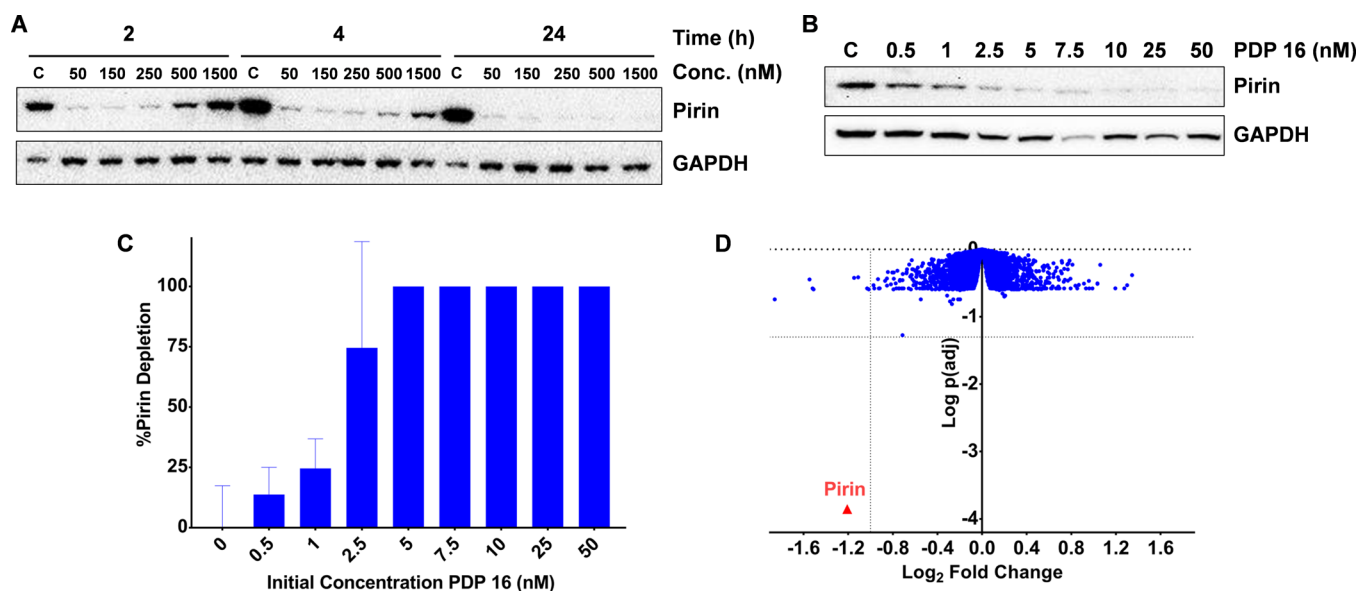 A
2 4 24 Time (h)
C 50 150 250 500 1500 C 50 150 250 500 1500 C 50 150 250 500 1500 Conc. (nM)
Pirin
GAPDH
B
C 0.5 1 2.5 5 7.5 10 25 50 PDP 16 (nM)
Pirin
GAPDH
C
%Pirin Depletion
100
75
50
25
0
0 0.5 1 2.5 5 7.5 10 25 50
Initial Concentration PDP 16 (nM)
D
0
-1
-2
-3
-4
Log p(adj)
Pirin
-1.6 -1.2 -0.8 -0.4 0.0 0.4 0.8 1.2 1.6
Log2 Fold Change